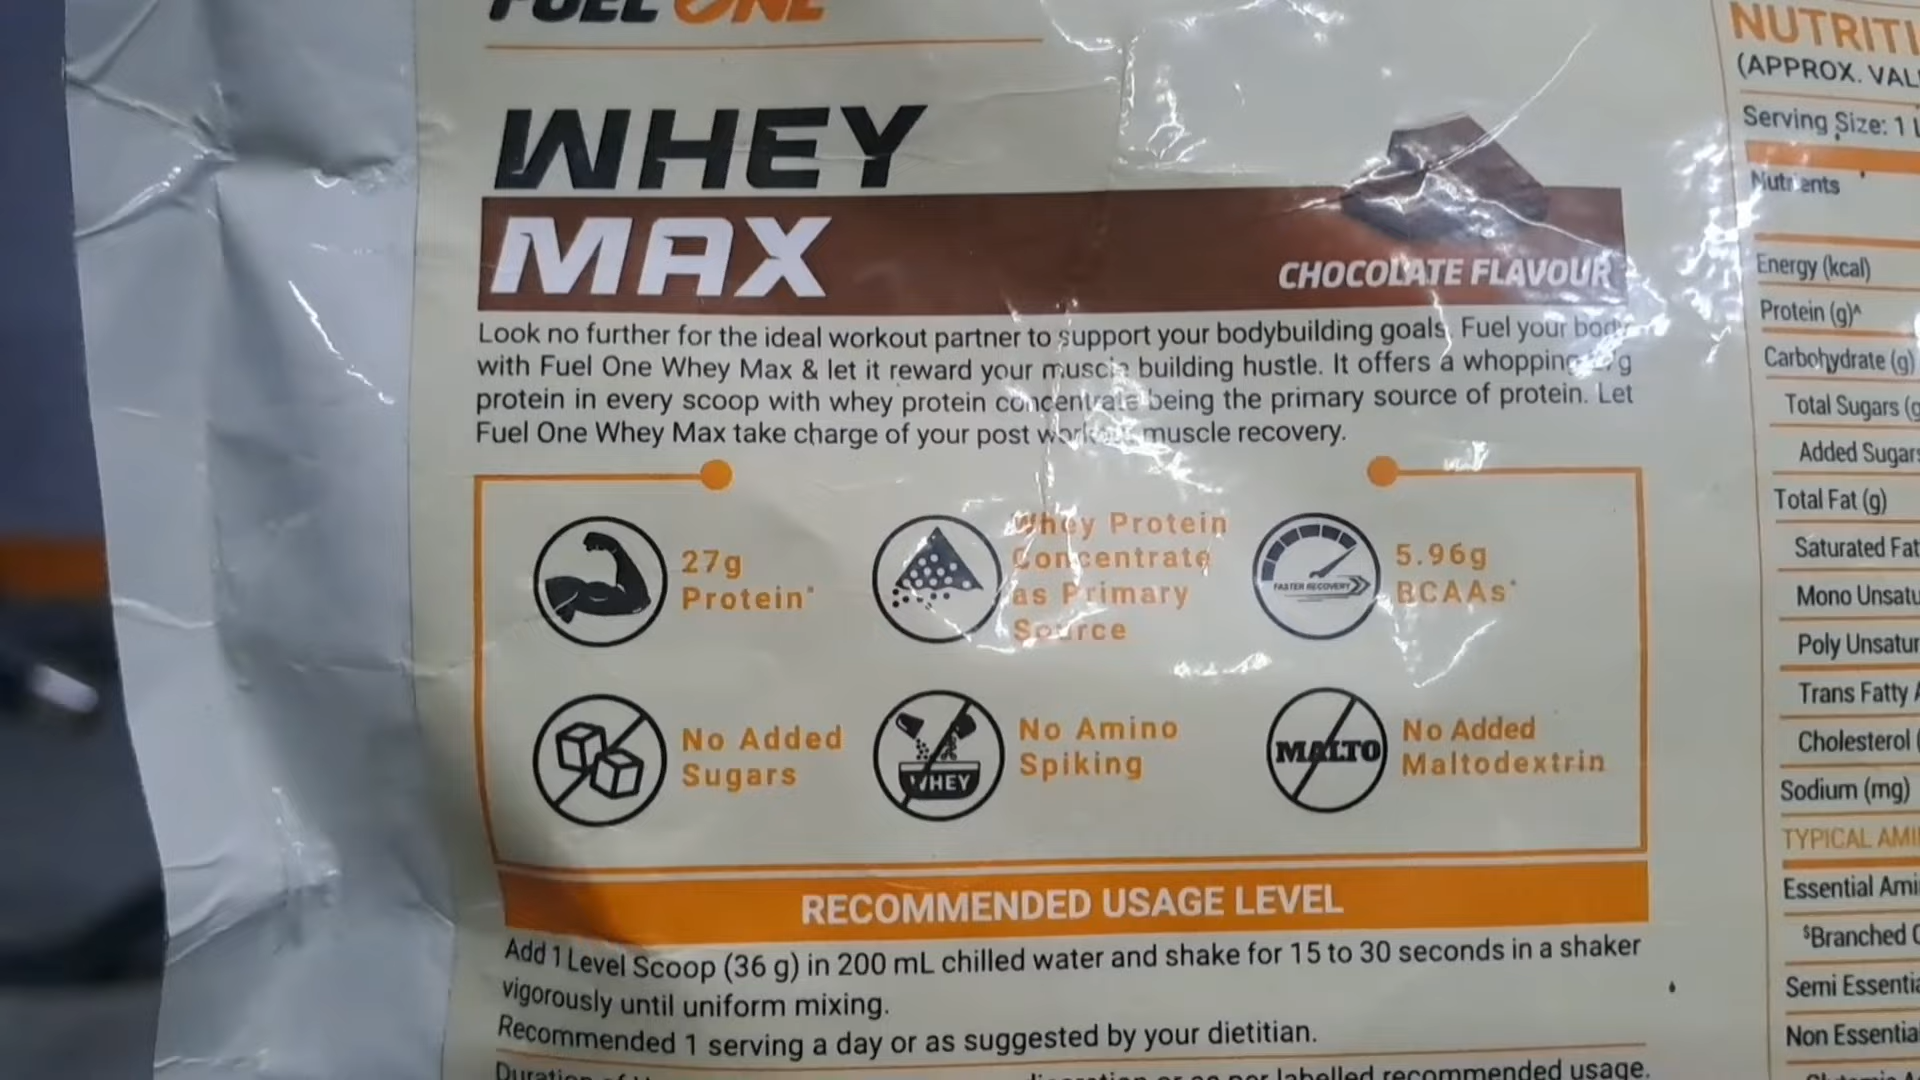 FUEL ONE
WHEY
MAX
CHOCOLATE FLAVOUR
Look no further for the ideal workout partner to support your bodybuilding goals. Fuel your body
with Fuel One Whey Max & let it reward your muscle building hustle. It offers a whopping
protein in every scoop with whey protein concentrate being the primary source of protein. Let
Fuel One Whey Max take charge of your post workout muscle recovery.
27g
Protein*
Whey Protein
Concentrate
as Primary
Source
FASTER RECOVERY
5.96g
BCAAs*
No Added
Sugars
WHEY
No Amino
Spiking
MALTO
No Added
Maltodextrin
RECOMMENDED USAGE LEVEL
Add 1 Level Scoop (36 g) in 200 mL chilled water and shake for 15 to 30 seconds in a shaker
vigorously until uniform mixing.
Recommended 1 serving a day or as suggested by your dietitian.
or as per labelled recommended usage.
NUTRITI
(APPROX. VAL
Serving Size: 1
Nutrients
Energy (kcal)
Protein (g)^
Carbohydrate (g)
Total Sugars (g
Added Sugars
Total Fat (g)
Saturated Fat
Mono Unsatu
Poly Unsatur
Trans Fatty
Cholesterol
Sodium (mg)
TYPICAL AMI
Essential Ami
$Branched C
Semi Essentia
Non Essentia